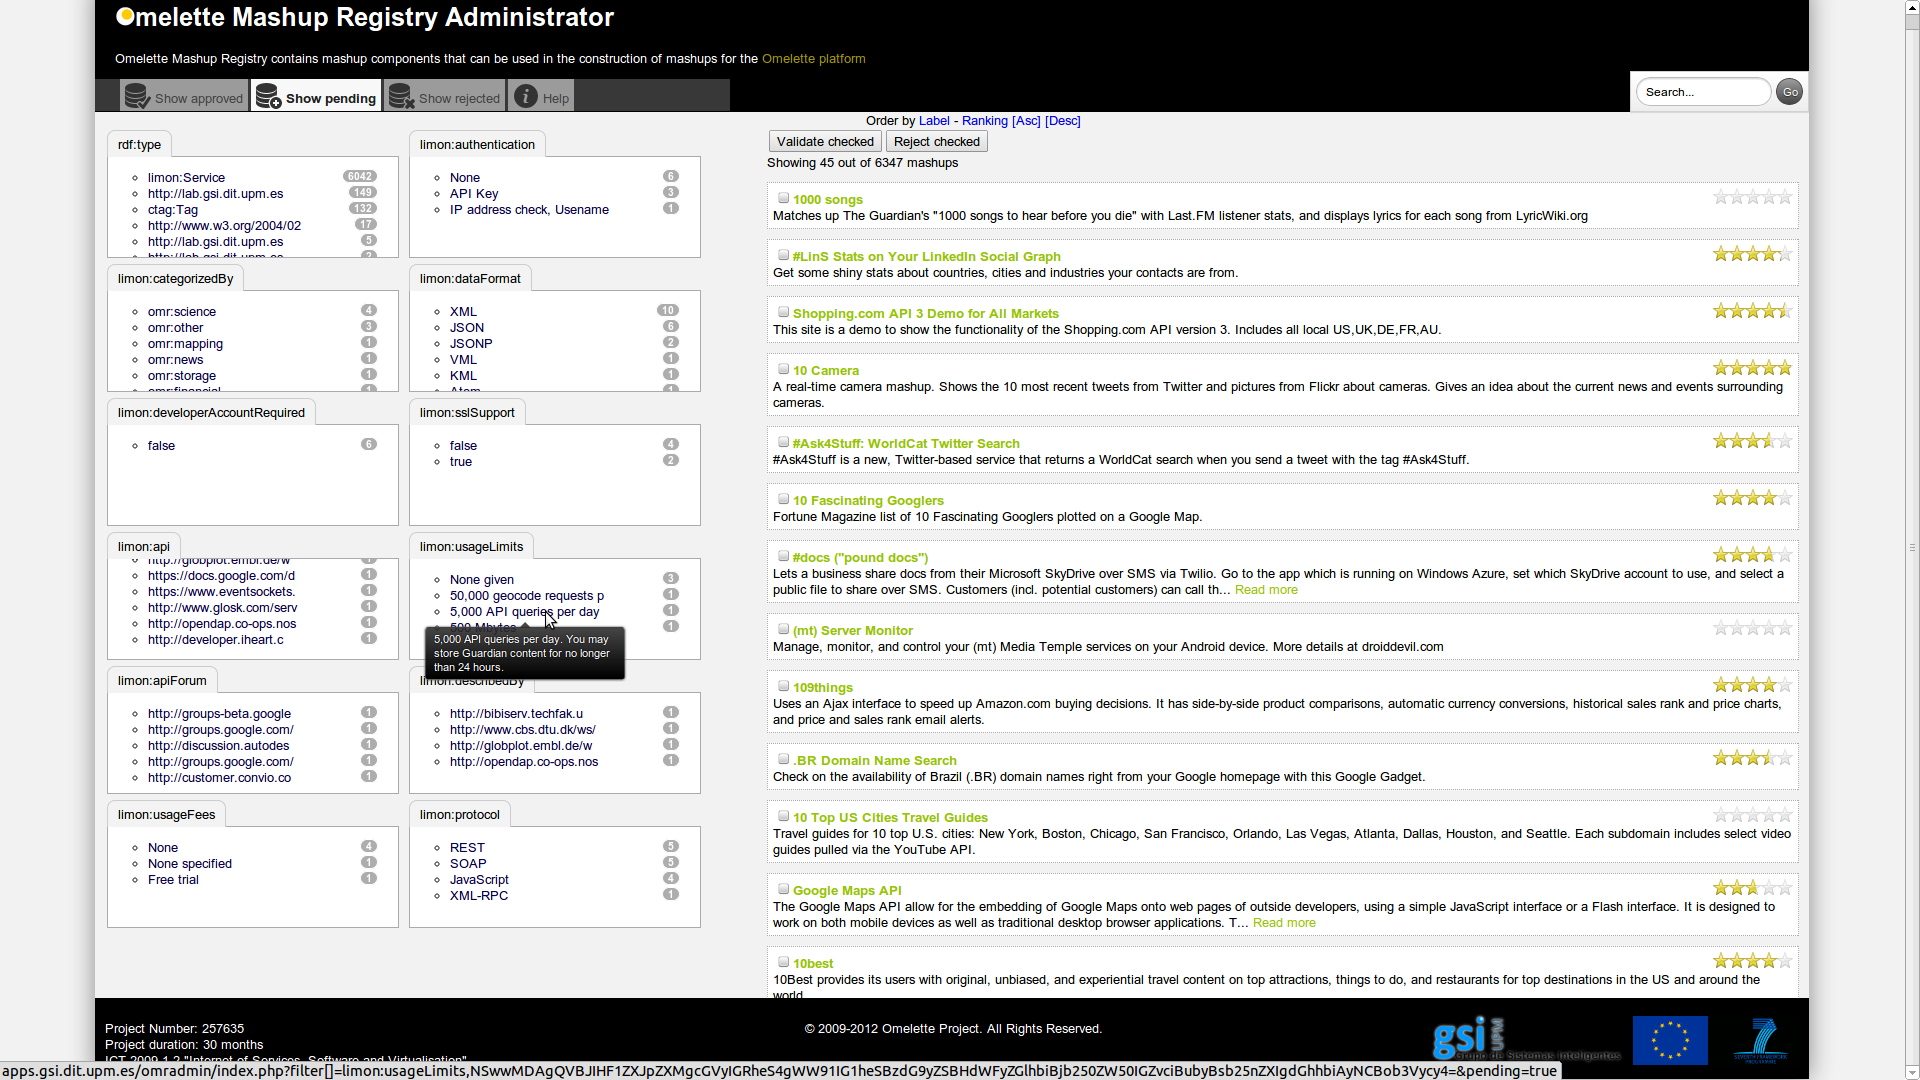 Omelette Mashup Registry Administrator
Omelette Mashup Registry contains mashup components that can be used in the construction of mashups for the Omelette platform
Show approved
Show pending
Show rejected
Help
Search...
Go
rdf:type
limon:Service 6042
http://lab.gsi.dit.upm.es 149
ctag:Tag 132
http://www.w3.org/2004/02 17
http://lab.gsi.dit.upm.es 5
http://lab.gsi.dit.upm.es 2
limon:authentication
None 6
API Key 3
IP address check, Usename 1
limon:categorizedBy
omr:science 4
omr:other 3
omr:mapping 1
omr:news 1
omr:storage 1
omr:financial 1
limon:dataFormat
XML 10
JSON 6
JSONP 2
VML 1
KML 1
Atom 1
limon:developerAccountRequired
false 6
limon:sslSupport
false 4
true 2
limon:api
http://globplot.embl.de/w 1
https://docs.google.com/d 1
https://www.eventsockets. 1
http://www.glosk.com/serv 1
http://opendap.co-ops.nos 1
http://developer.iheart.c 1
limon:usageLimits
None given 3
50,000 geocode requests p 1
5,000 API queries per day 1
500 Mbytes 1
5,000 API queries per day. You may
store Guardian content for no longer
than 24 hours.
limon:apiForum
http://groups-beta.google 1
http://groups.google.com/ 1
http://discussion.autodes 1
http://groups.google.com/ 1
http://customer.convio.co 1
limon:describedBy
http://bibiserv.techfak.u 1
http://www.cbs.dtu.dk/ws/ 1
http://globplot.embl.de/w 1
http://opendap.co-ops.nos 1
limon:usageFees
None 4
None specified 1
Free trial 1
limon:protocol
REST 5
SOAP 5
JavaScript 4
XML-RPC 1
Order by Label - Ranking [Asc] [Desc]
Validate checked
Reject checked
Showing 45 out of 6347 mashups
1000 songs
Matches up The Guardian's "1000 songs to hear before you die" with Last.FM listener stats, and displays lyrics for each song from LyricWiki.org
#LinS Stats on Your LinkedIn Social Graph
Get some shiny stats about countries, cities and industries your contacts are from.
Shopping.com API 3 Demo for All Markets
This site is a demo to show the functionality of the Shopping.com API version 3. Includes all local US,UK,DE,FR,AU.
10 Camera
A real-time camera mashup. Shows the 10 most recent tweets from Twitter and pictures from Flickr about cameras. Gives an idea about the current news and events surrounding
cameras.
#Ask4Stuff: WorldCat Twitter Search
#Ask4Stuff is a new, Twitter-based service that returns a WorldCat search when you send a tweet with the tag #Ask4Stuff.
10 Fascinating Googlers
Fortune Magazine list of 10 Fascinating Googlers plotted on a Google Map.
#docs ("pound docs")
Lets a business share docs from their Microsoft SkyDrive over SMS via Twilio. Go to the app which is running on Windows Azure, set which SkyDrive account to use, and select a
public file to share over SMS. Customers (incl. potential customers) can call th... Read more
(mt) Server Monitor
Manage, monitor, and control your (mt) Media Temple services on your Android device. More details at droiddevil.com
109things
Uses an Ajax interface to speed up Amazon.com buying decisions. It has side-by-side product comparisons, automatic currency conversions, historical sales rank and price charts,
and price and sales rank email alerts.
.BR Domain Name Search
Check on the availability of Brazil (.BR) domain names right from your Google homepage with this Google Gadget.
10 Top US Cities Travel Guides
Travel guides for 10 top U.S. cities: New York, Boston, Chicago, San Francisco, Orlando, Las Vegas, Atlanta, Dallas, Houston, and Seattle. Each subdomain includes select video
guides pulled via the YouTube API.
Google Maps API
The Google Maps API allow for the embedding of Google Maps onto web pages of outside developers, using a simple JavaScript interface or a Flash interface. It is designed to
work on both mobile devices as well as traditional desktop browser applications. T... Read more
10best
10Best provides its users with original, unbiased, and experiential travel content on top attractions, things to do, and restaurants for top destinations in the US and around the
world
Project Number: 257635
Project duration: 30 months
ICT-2009.1.2 "Internet of Services, Software and Virtualisation"
© 2009-2012 Omelette Project. All Rights Reserved.
gsi UPM
Grupo de Sistemas Inteligentes
SEVENTH FRAMEWORK
PROGRAMME
apps.gsi.dit.upm.es/omradmin/index.php?filter[]=limon:usageLimits,NSwwMDAgQVBJIHF1ZXJpZXMgcGVyIGRheS4gWW91IG1heSBzdG9yZSBHdWFyZGlhbiBjb250ZW50IGZvciBubyBsb25nZXIgdGhhbiAyNCBob3Vycy4=&pending=true